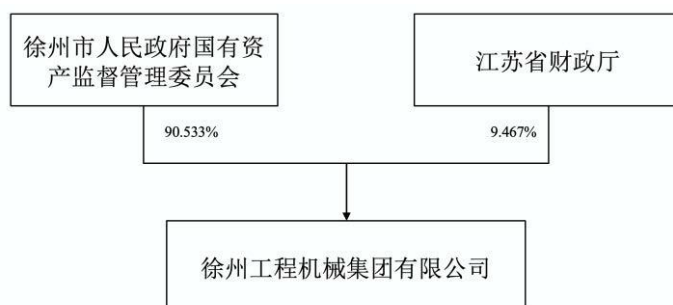 徐州市人民政府国有资
产监督管理委员会
江苏省财政厅
90.533%
9.467%
徐州工程机械集团有限公司